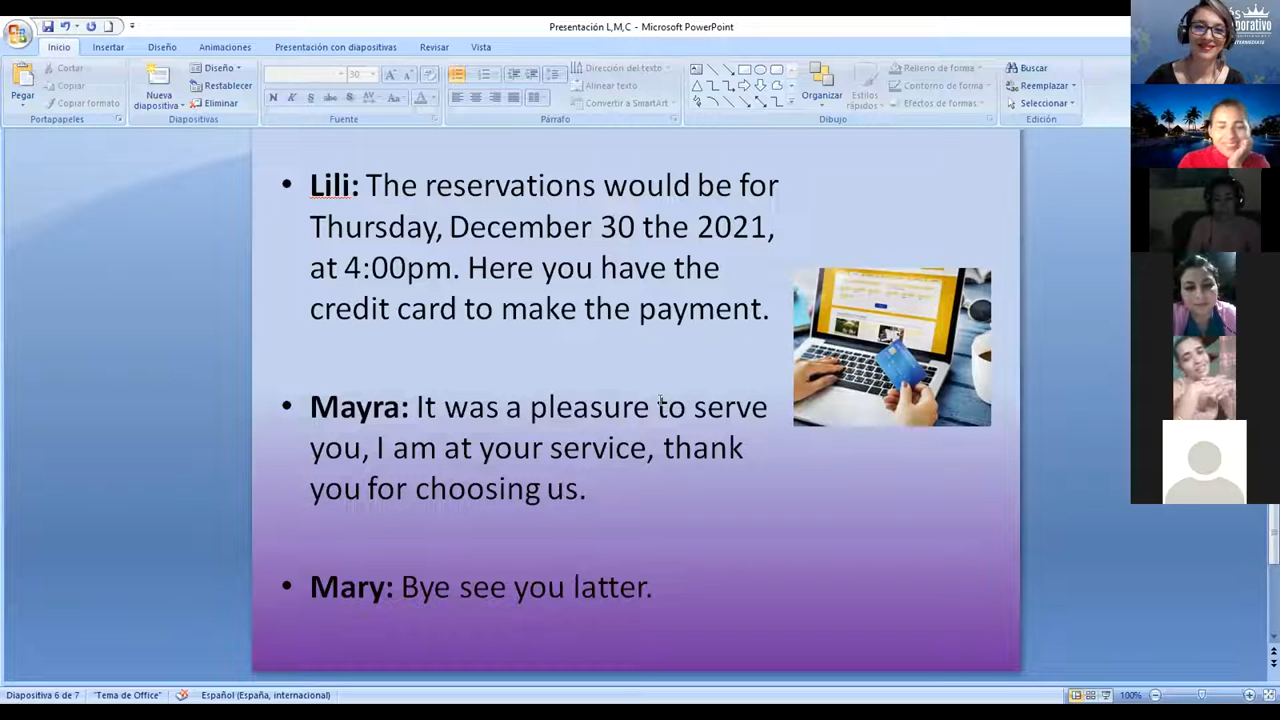 Presentación L,M,C - Microsoft PowerPoint
Inicio Insertar Diseño Animaciones Presentación con diapositivas Revisar Vista
Pegar
Cortar
Copiar
Copiar formato
Portapapeles
Nueva
diapositiva
Diseño
Restablecer
Eliminar
Diapositivas
30
Fuente
Dirección del texto
Alinear texto
Convertir a SmartArt
Párrafo
Organizar
Estilos
rápidos
Relleno de forma
Contorno de forma
Efectos de formas
Dibujo
Buscar
Reemplazar
Seleccionar
Edición
• Lili: The reservations would be for
Thursday, December 30 the 2021,
at 4:00pm. Here you have the
credit card to make the payment.
• Mayra: It was a pleasure to serve
you, I am at your service, thank
you for choosing us.
• Mary: Bye see you latter.
Diapositiva 6 de 7 "Tema de Office" Español (España, internacional) 100%